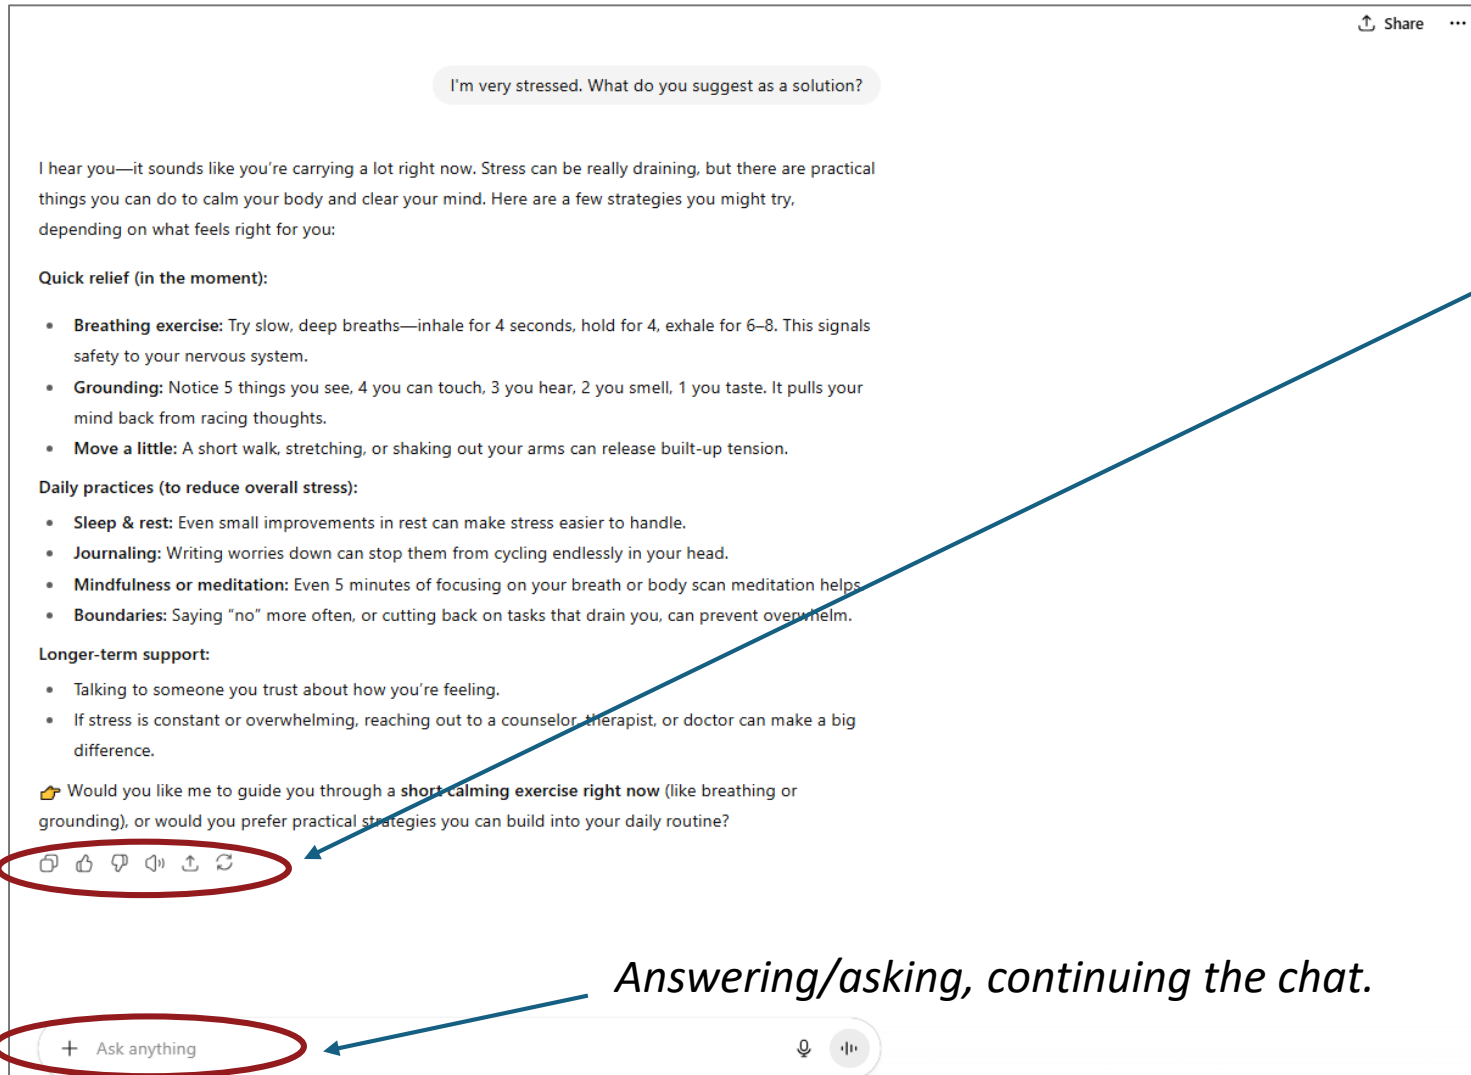 Share
I'm very stressed. What do you suggest as a solution?
I hear you—it sounds like you're carrying a lot right now. Stress can be really draining, but there are practical
things you can do to calm your body and clear your mind. Here are a few strategies you might try,
depending on what feels right for you:
Quick relief (in the moment):
• Breathing exercise: Try slow, deep breaths—inhale for 4 seconds, hold for 4, exhale for 6–8. This signals
safety to your nervous system.
• Grounding: Notice 5 things you see, 4 you can touch, 3 you hear, 2 you smell, 1 you taste. It pulls your
mind back from racing thoughts.
• Move a little: A short walk, stretching, or shaking out your arms can release built-up tension.
Daily practices (to reduce overall stress):
• Sleep & rest: Even small improvements in rest can make stress easier to handle.
• Journaling: Writing worries down can stop them from cycling endlessly in your head.
• Mindfulness or meditation: Even 5 minutes of focusing on your breath or body scan meditation helps.
• Boundaries: Saying “no” more often, or cutting back on tasks that drain you, can prevent overwhelm.
Longer-term support:
• Talking to someone you trust about how you're feeling.
• If stress is constant or overwhelming, reaching out to a counselor, therapist, or doctor can make a big
difference.
👉 Would you like me to guide you through a short calming exercise right now (like breathing or
grounding), or would you prefer practical strategies you can build into your daily routine?
Answering/asking, continuing the chat.
Ask anything